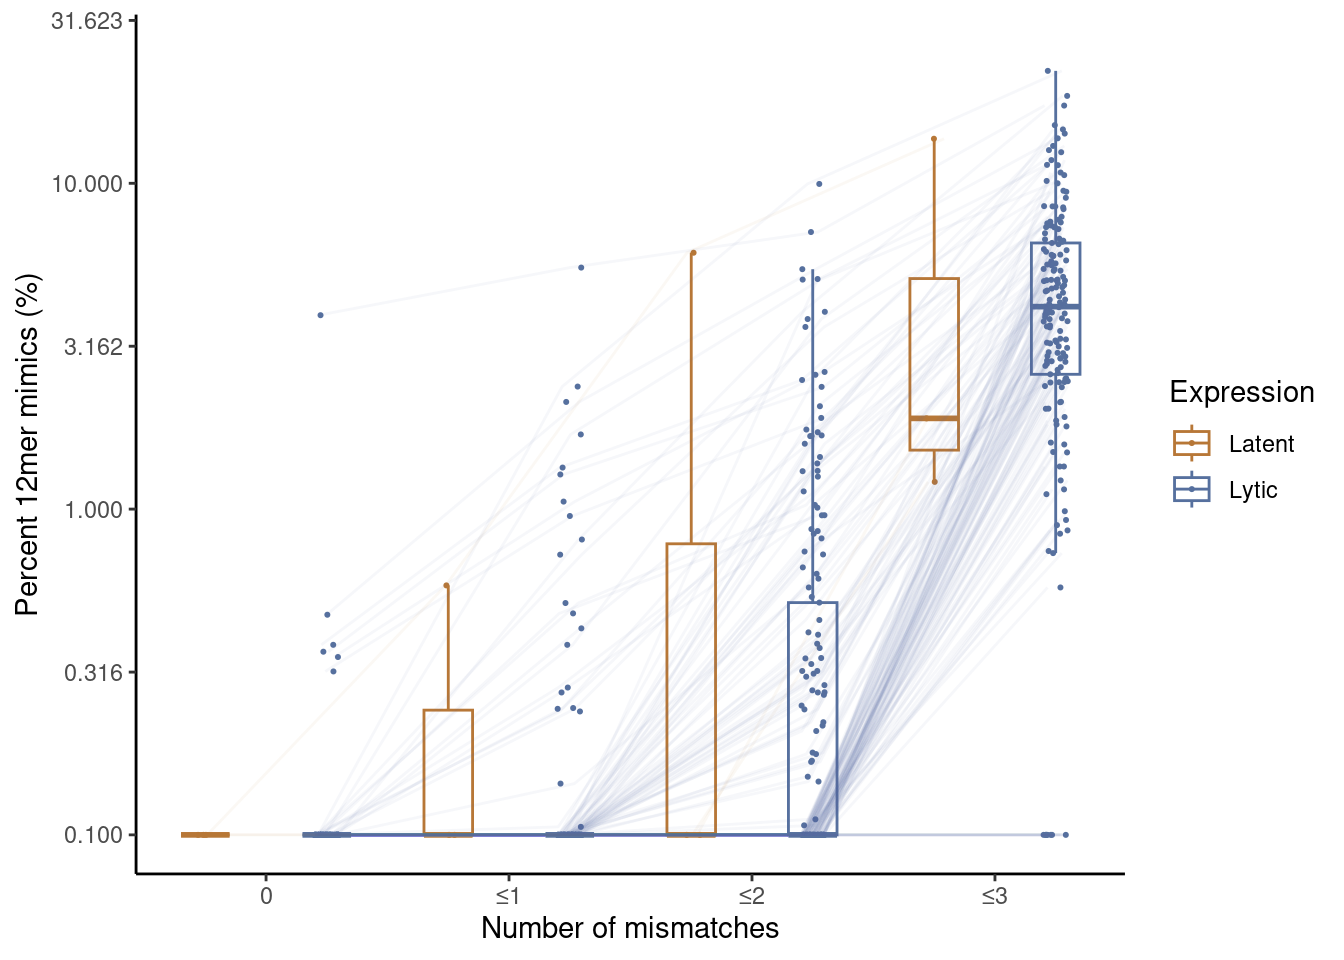 31.623
10.000
3.162
1.000
0.316
0.100
Percent 12mer mimics (%)
0
≤1
≤2
≤3
Number of mismatches
Expression
Latent
Lytic